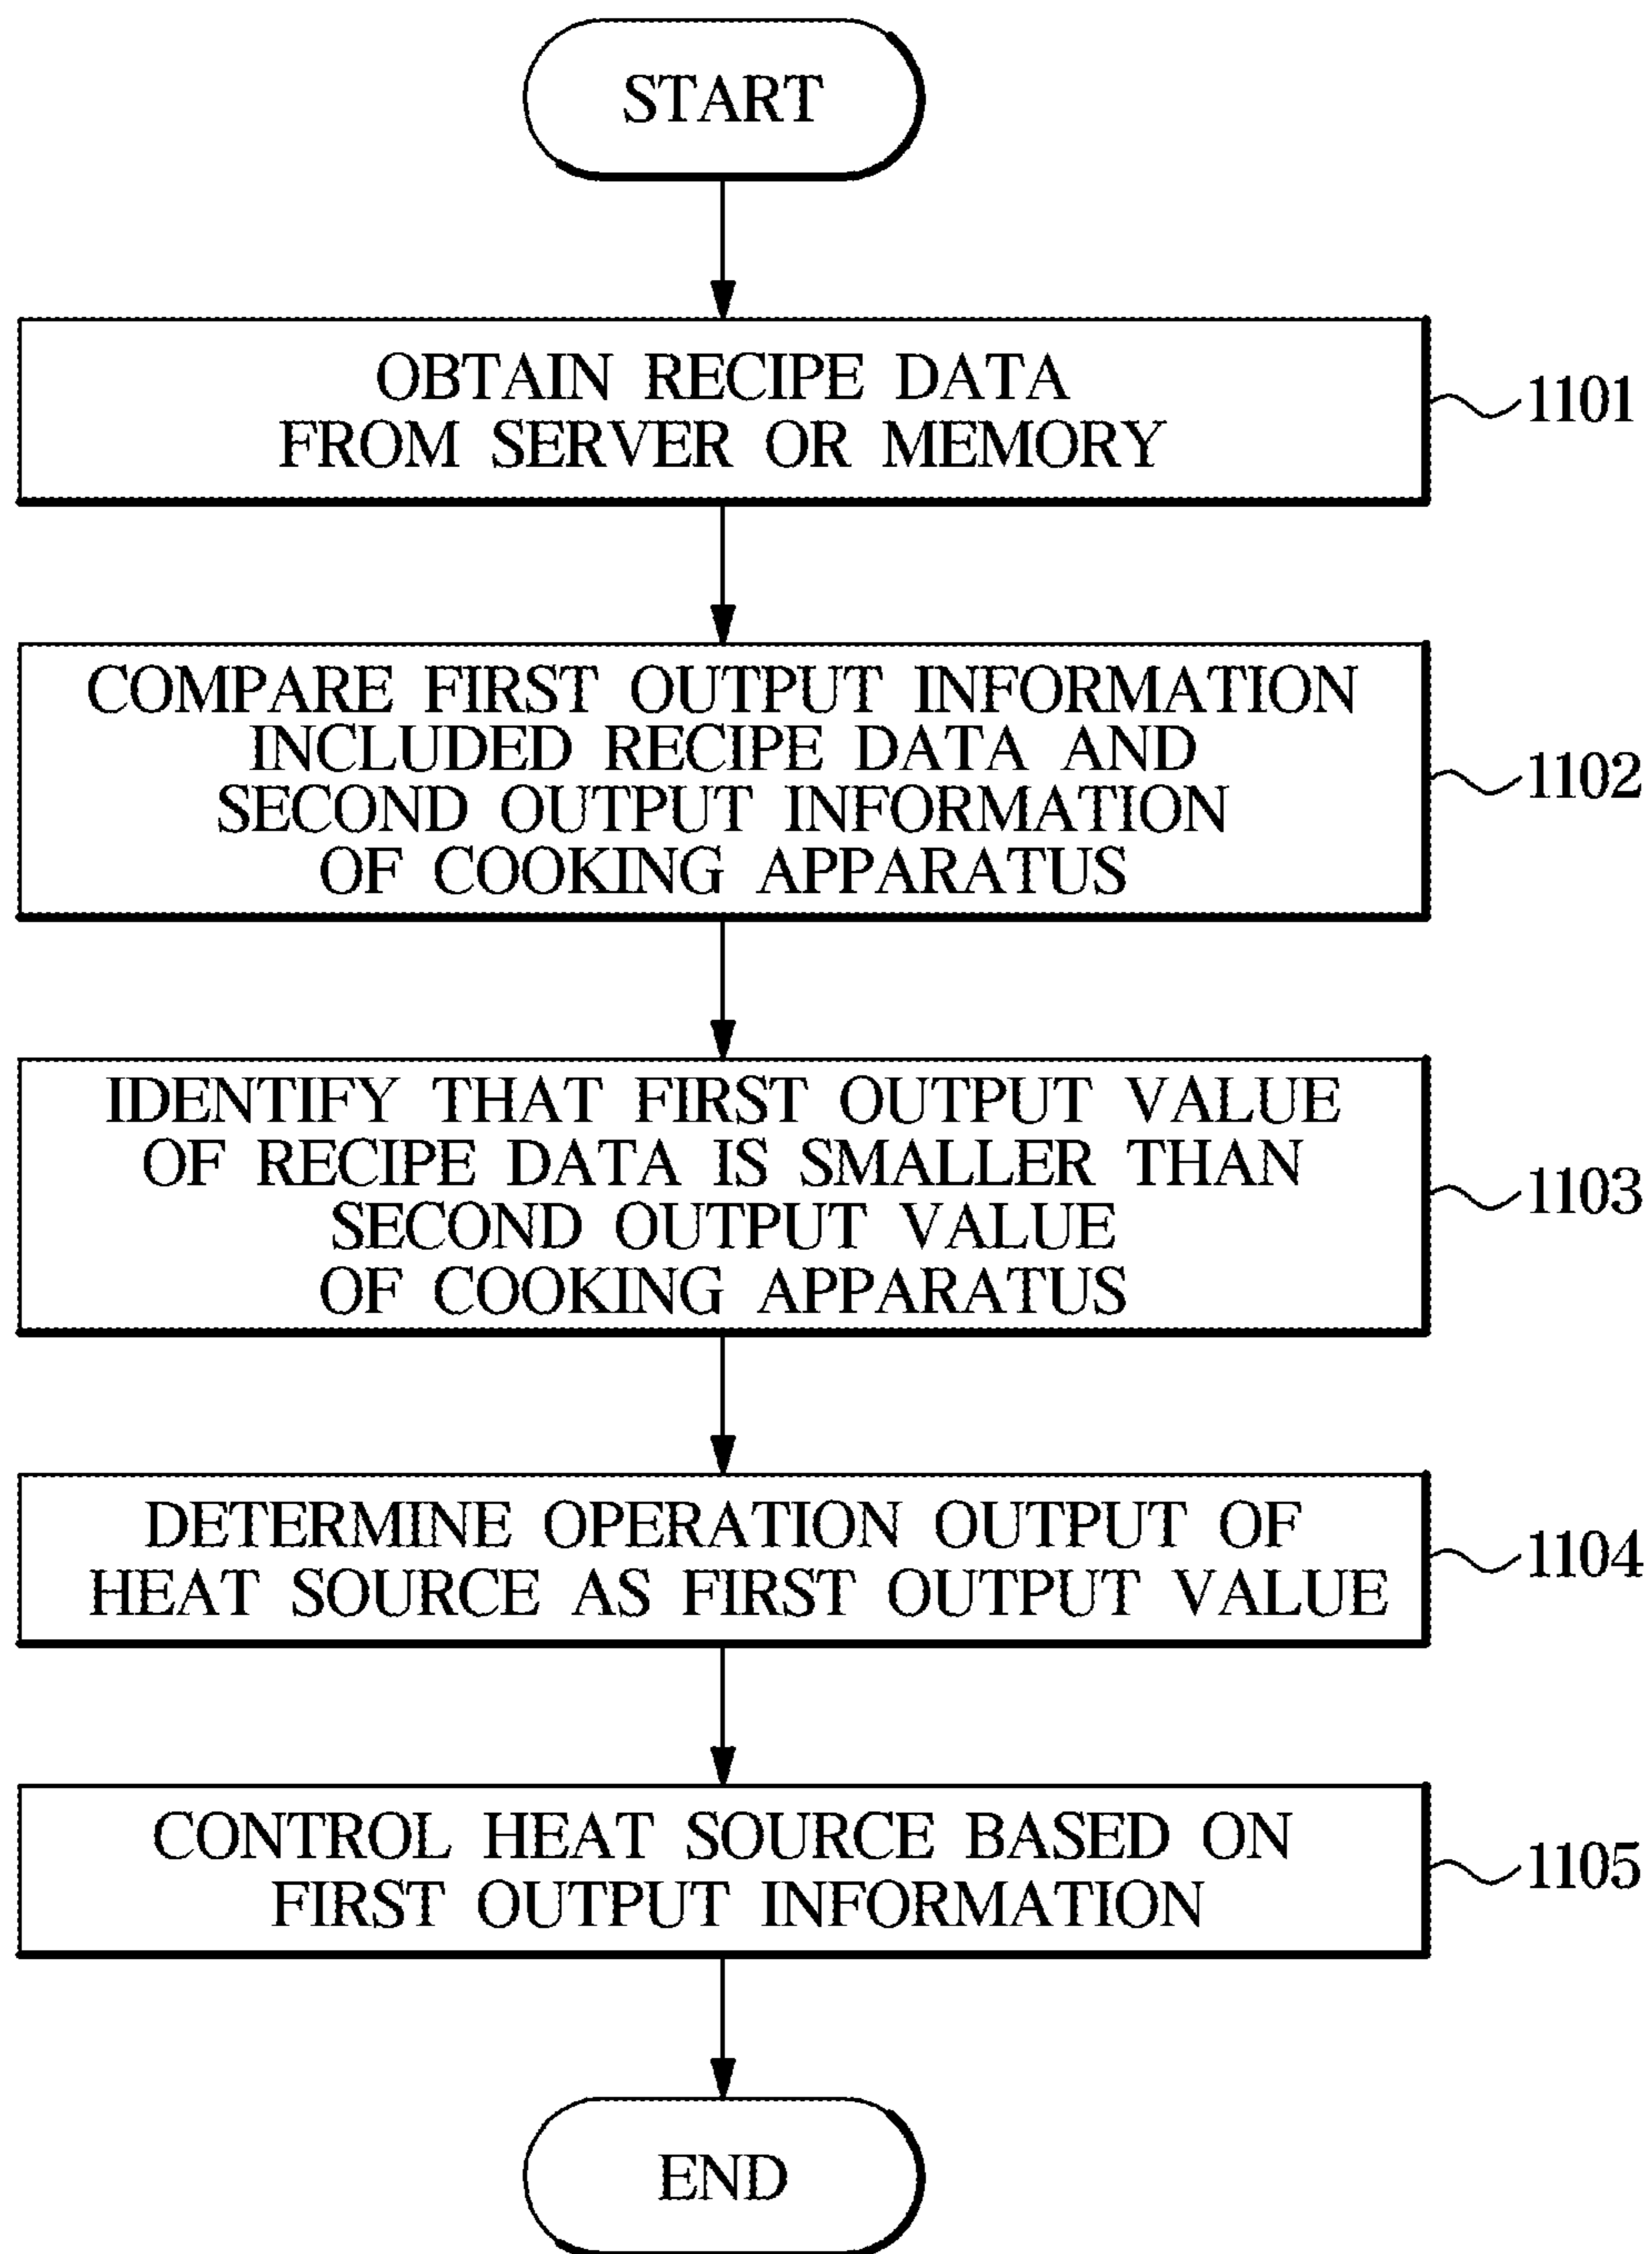 START
OBTAIN RECIPE DATA
FROM SERVER OR MEMORY
1101
COMPARE FIRST OUTPUT INFORMATION
INCLUDED RECIPE DATA AND
SECOND OUTPUT INFORMATION
OF COOKING APPARATUS
1102
IDENTIFY THAT FIRST OUTPUT VALUE
OF RECIPE DATA IS SMALLER THAN
SECOND OUTPUT VALUE
OF COOKING APPARATUS
1103
DETERMINE OPERATION OUTPUT OF
HEAT SOURCE AS FIRST OUTPUT VALUE
1104
CONTROL HEAT SOURCE BASED ON
FIRST OUTPUT INFORMATION
1105
END